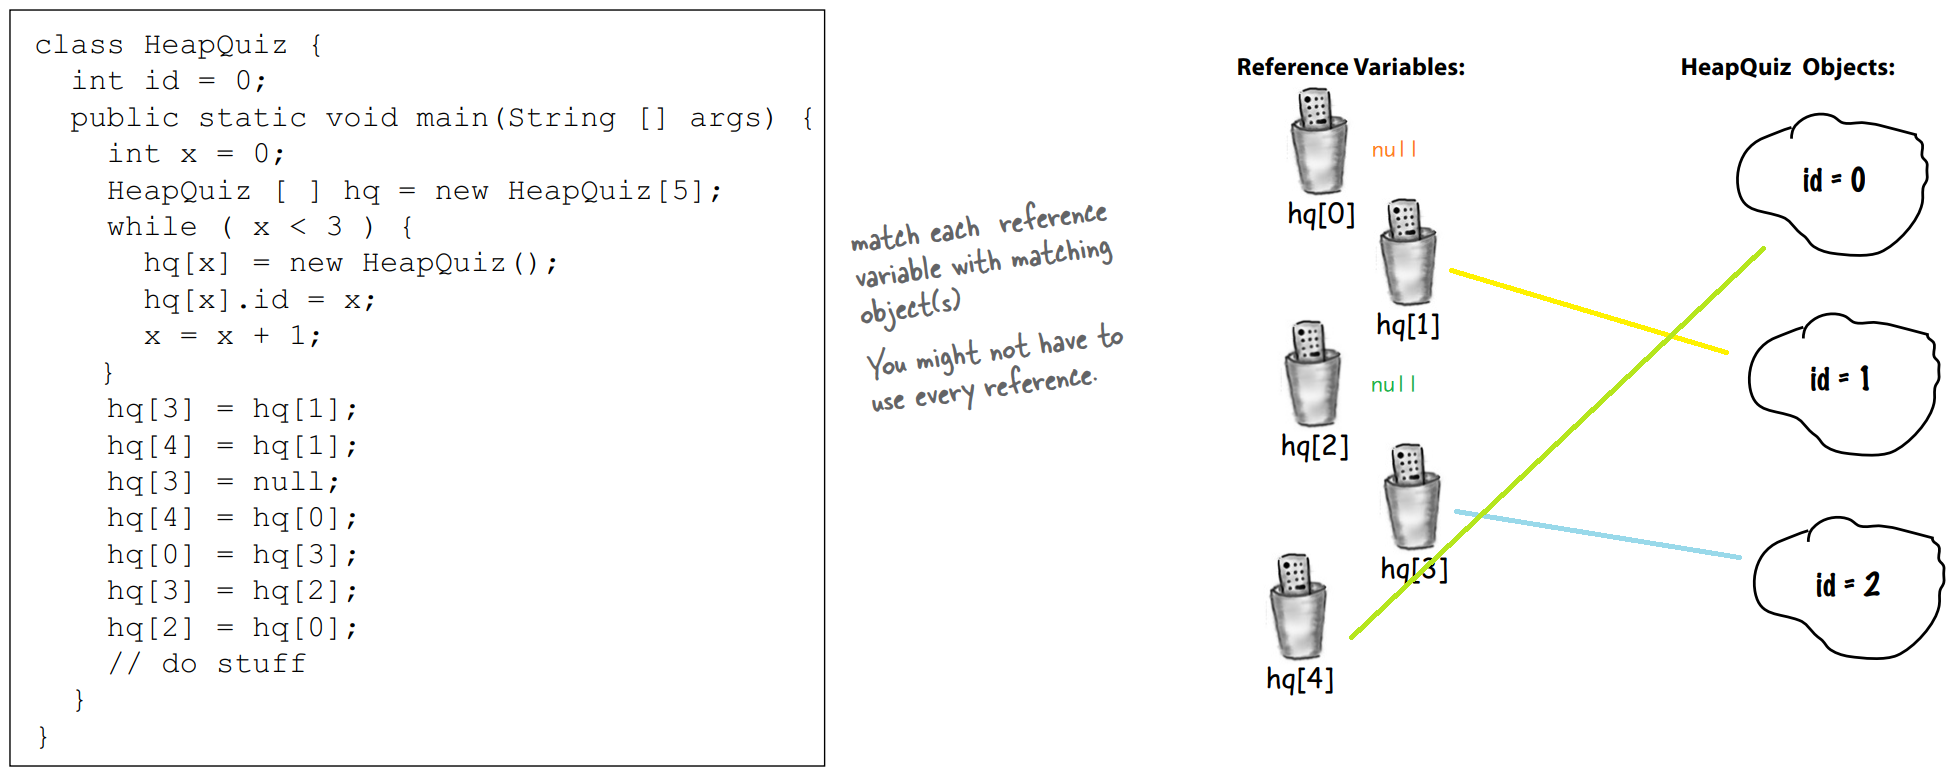 class HeapQuiz {
int id = 0;
public static void main(String [] args) {
int x = 0;
HeapQuiz [ ] hq = new HeapQuiz[5];
while ( x < 3 ) {
hq[x] = new HeapQuiz();
hq[x].id = x;
x = x + 1;
}
hq[3] = hq[1];
hq[4] = hq[1];
hq[3] = null;
hq[4] = hq[0];
hq[0] = hq[3];
hq[3] = hq[2];
hq[2] = hq[0];
// do stuff
}
}
match each reference
variable with matching
object(s)
You might not have to
use every reference.
Reference Variables:
null
hq[0]
hq[1]
null
hq[2]
hq[3]
hq[4]
HeapQuiz Objects:
id = 0
id = 1
id = 2